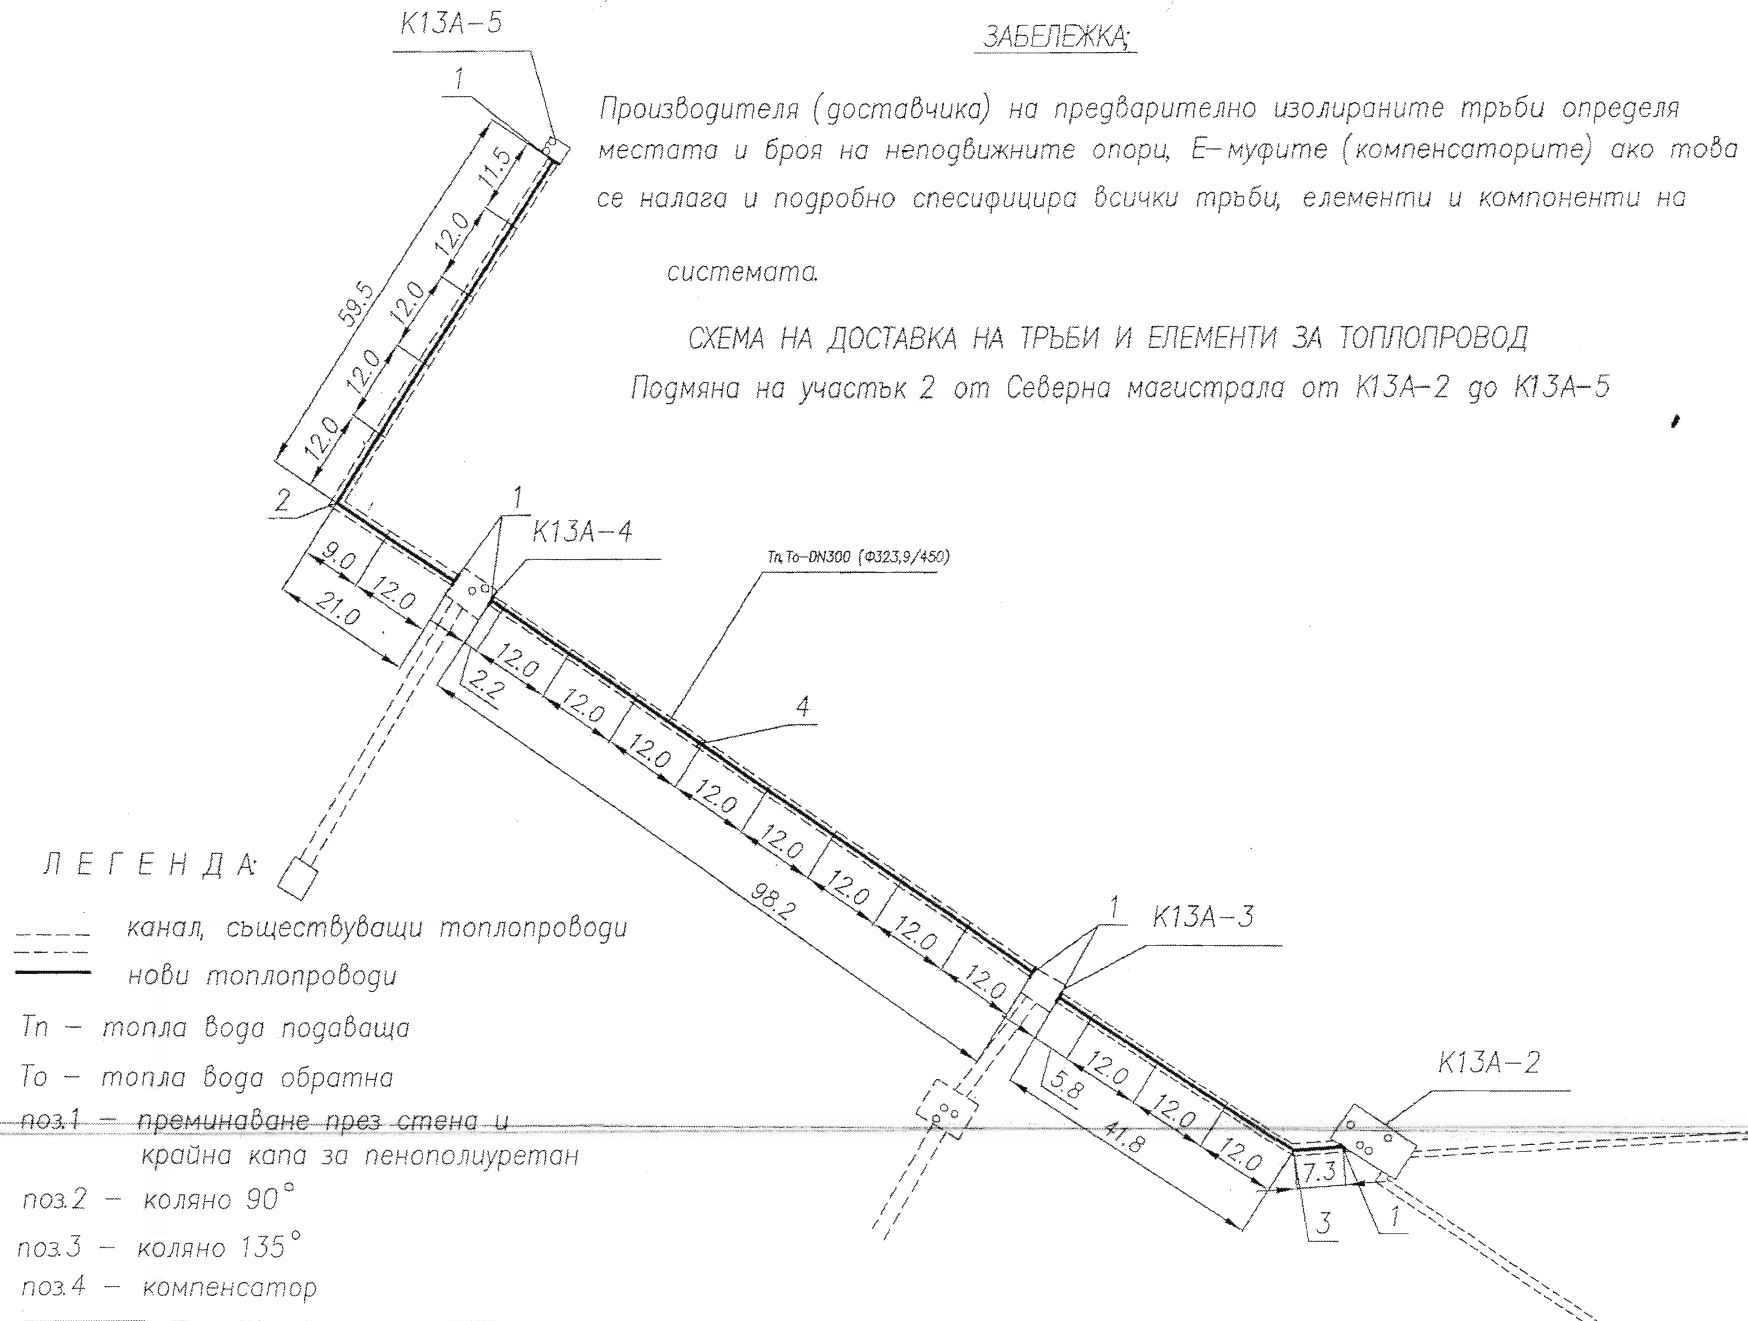 К13А-5
1
ЗАБЕЛЕЖКА;
Производителя (доставчика) на предварително изолираните тръби определя
местата и броя на неподвижните опори, Е-муфите (компенсаторите) ако това
се налага и подробно спесифицира всички тръби, елементи и компоненти на
системата.
СХЕМА НА ДОСТАВКА НА ТРЪБИ И ЕЛЕМЕНТИ ЗА ТОПЛОПРОВОД
Подмяна на участък 2 от Северна магистрала от К13А-2 до К13А-5
11.5
12.0
12.0
12.0
12.0
59.5
2
1
К13А-4
Тп,То-DN300 (Ф323,9/450)
9.0
12.0
21.0
2.2
12.0
12.0
12.0
12.0
12.0
12.0
12.0
12.0
98.2
4
1
К13А-3
5.8
12.0
12.0
12.0
41.8
К13А-2
7.3
3
1
ЛЕГЕНДА:
канал, съществуващи топлопроводи
нови топлопроводи
Тп - топла вода подаваща
То - топла вода обратна
поз.1 - преминаване през стена и
крайна капа за пенополиуретан
поз.2 - коляно 90°
поз.3 - коляно 135°
поз.4 - компенсатор